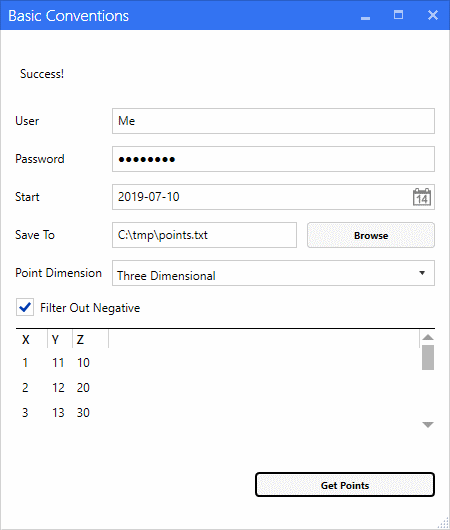 Basic Conventions
Success!
User Me
Password ●●●●●●●●
Start 2019-07-10 14
Save To C:\tmp\points.txt Browse
Point Dimension Three Dimensional
Filter Out Negative
X Y Z
1 11 10
2 12 20
3 13 30
Get Points